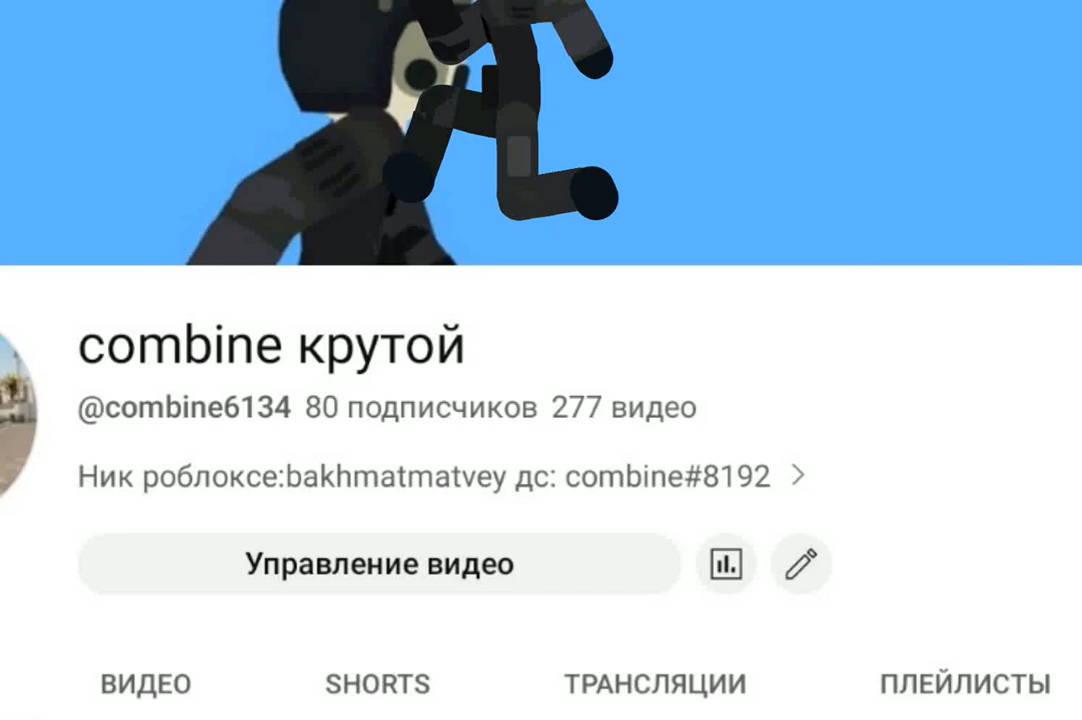 combine крутой
@combine6134 80 подписчиков 277 видео
Ник роблоксе:bakhmatmatvey дс: combine#8192
Управление видео
ВИДЕО SHORTS ТРАНСЛЯЦИИ ПЛЕЙЛИСТЫ